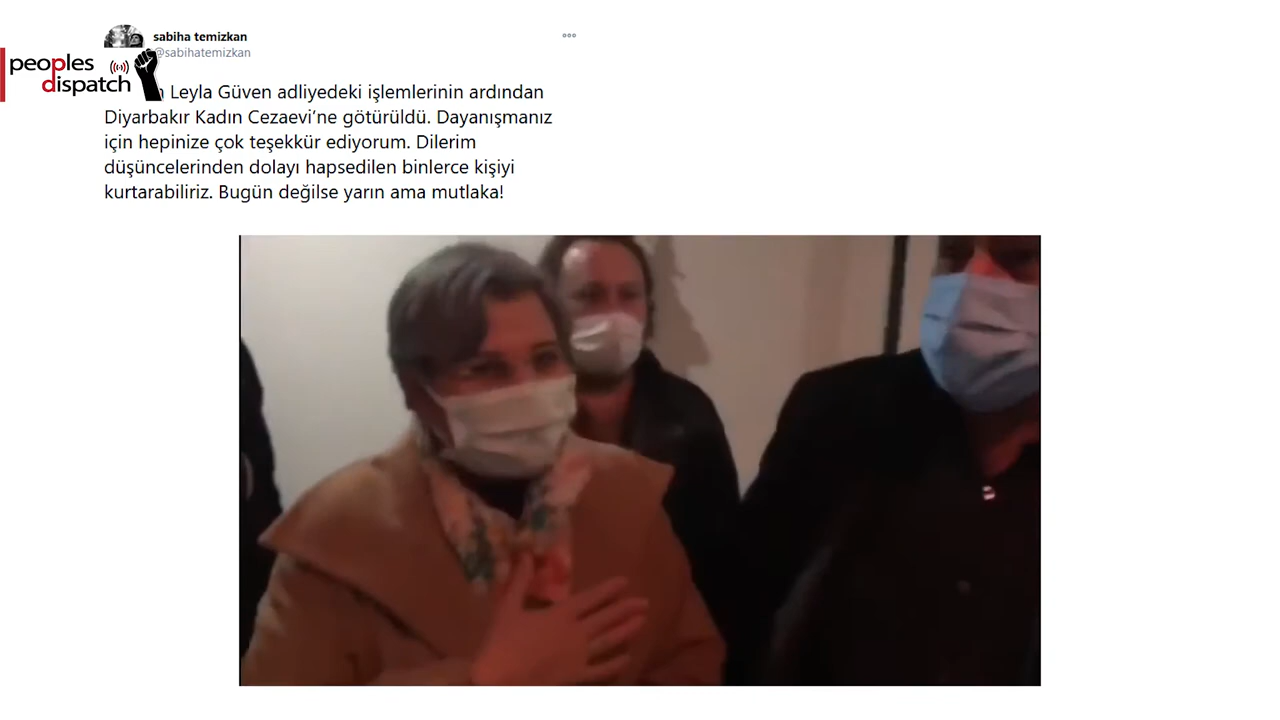 sabiha temizkan
@sabihatemizkan
peoples
dispatch
Leyla Güven adliyedeki işlemlerinin ardından
Diyarbakır Kadın Cezaevi’ne götürüldü. Dayanışmanız
için hepinize çok teşekkür ediyorum. Dilerim
düşüncelerinden dolayı hapsedilen binlerce kişiyi
kurtarabiliriz. Bugün değilse yarın ama mutlaka!